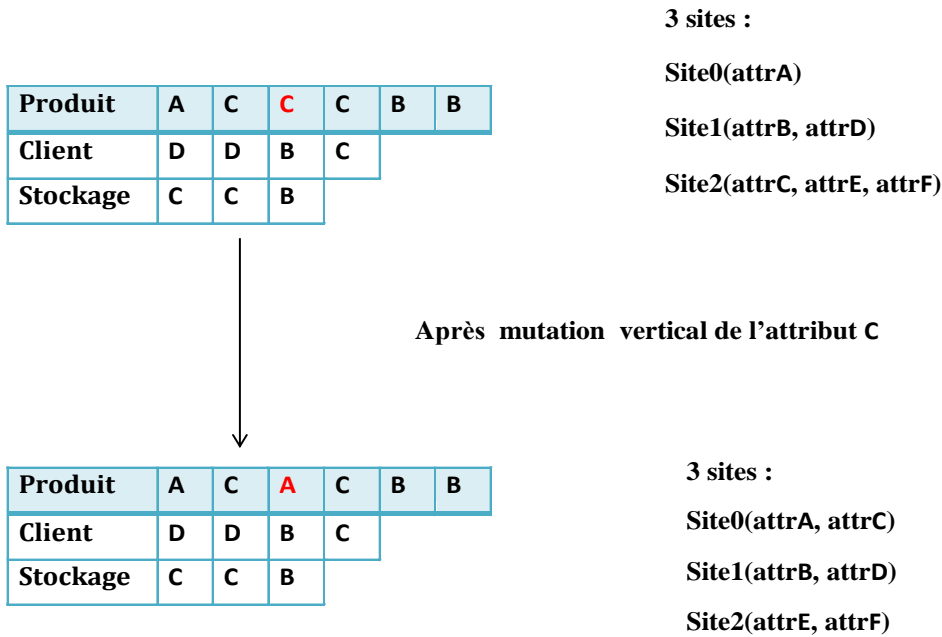 3 sites :
Site0(attrA)
Produit A C C C B B
Site1(attrB, attrD)
Client D D B C
Site2(attrC, attrE, attrF)
Stockage C C B
Après mutation vertical de l’attribut C
Produit A C A C B B
3 sites :
Site0(attrA, attrC)
Client D D B C
Site1(attrB, attrD)
Stockage C C B
Site2(attrE, attrF)